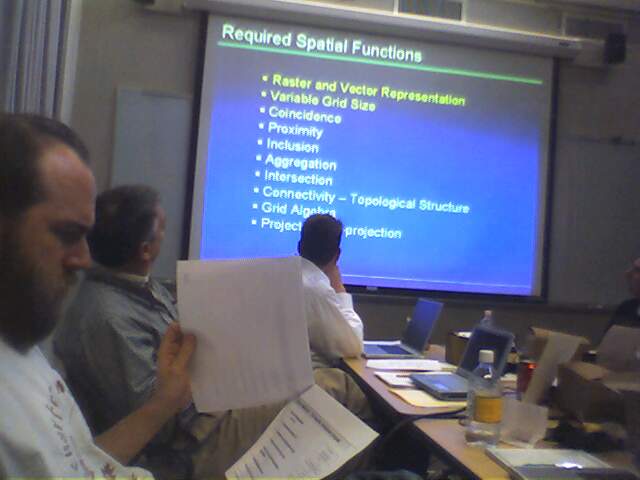 Required Spatial Functions
▪ Raster and Vector Representation
▪ Variable Grid Size
▪ Coincidence
▪ Proximity
▪ Inclusion
▪ Aggregation
▪ Intersection
▪ Connectivity – Topological Structure
▪ Grid Algebra
▪ Project -projection